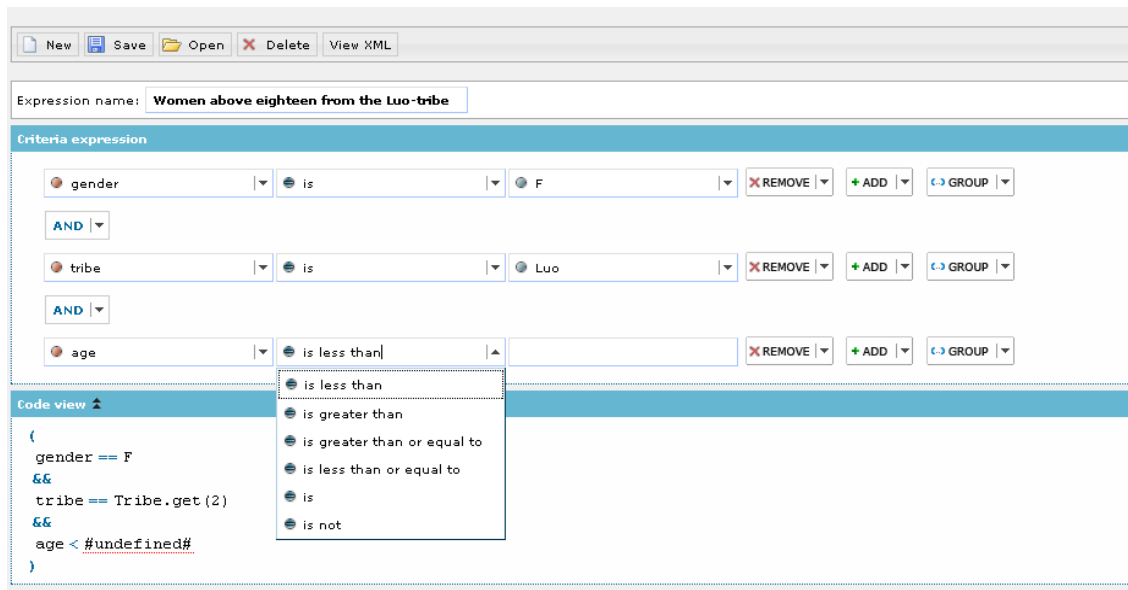 New Save Open Delete View XML
Expression name: Women above eighteen from the Luo-tribe
Criteria expression
gender is F REMOVE + ADD GROUP
AND
tribe is Luo REMOVE + ADD GROUP
AND
age is less than REMOVE + ADD GROUP
is less than
is greater than
is greater than or equal to
is less than or equal to
is
is not
Code view
(
gender == F
&&
tribe == Tribe.get(2)
&&
age < #undefined#
)